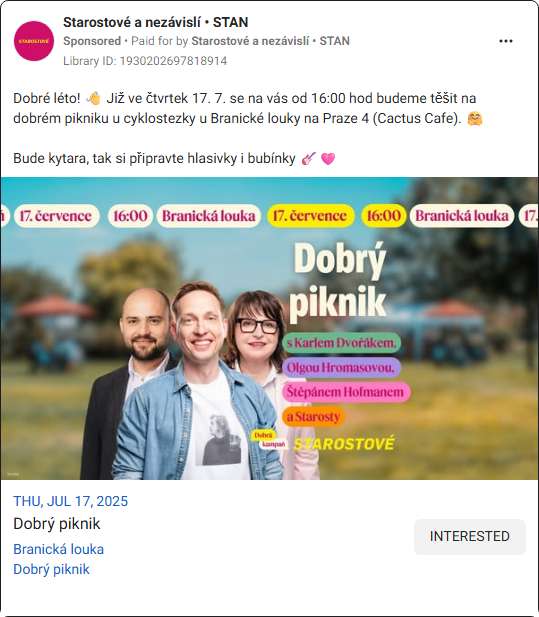 Starostové a nezávislí • STAN
Sponsored • Paid for by Starostové a nezávislí • STAN
Library ID: 1930202697818914
STAROSTOVÉ
Dobré léto! 👋 Již ve čtvrtek 17. 7. se na vás od 16:00 hod budeme těšit na
dobrém pikniku u cyklostezky u Branické louky na Praze 4 (Cactus Cafe). 🤗
Bude kytara, tak si připravte hlasivky i bubínky 🎸 💗
17. července 16:00 Branická louka 17. července 16:00 Branická louka 17.
Dobrý
piknik
s Karlem Dvořákem,
Olgou Hromasovou,
Štěpánem Hofmanem
a Starosty
Dobrá
kampaň
STAROSTOVÉ
THU, JUL 17, 2025
Dobrý piknik
Branická louka
Dobrý piknik
INTERESTED